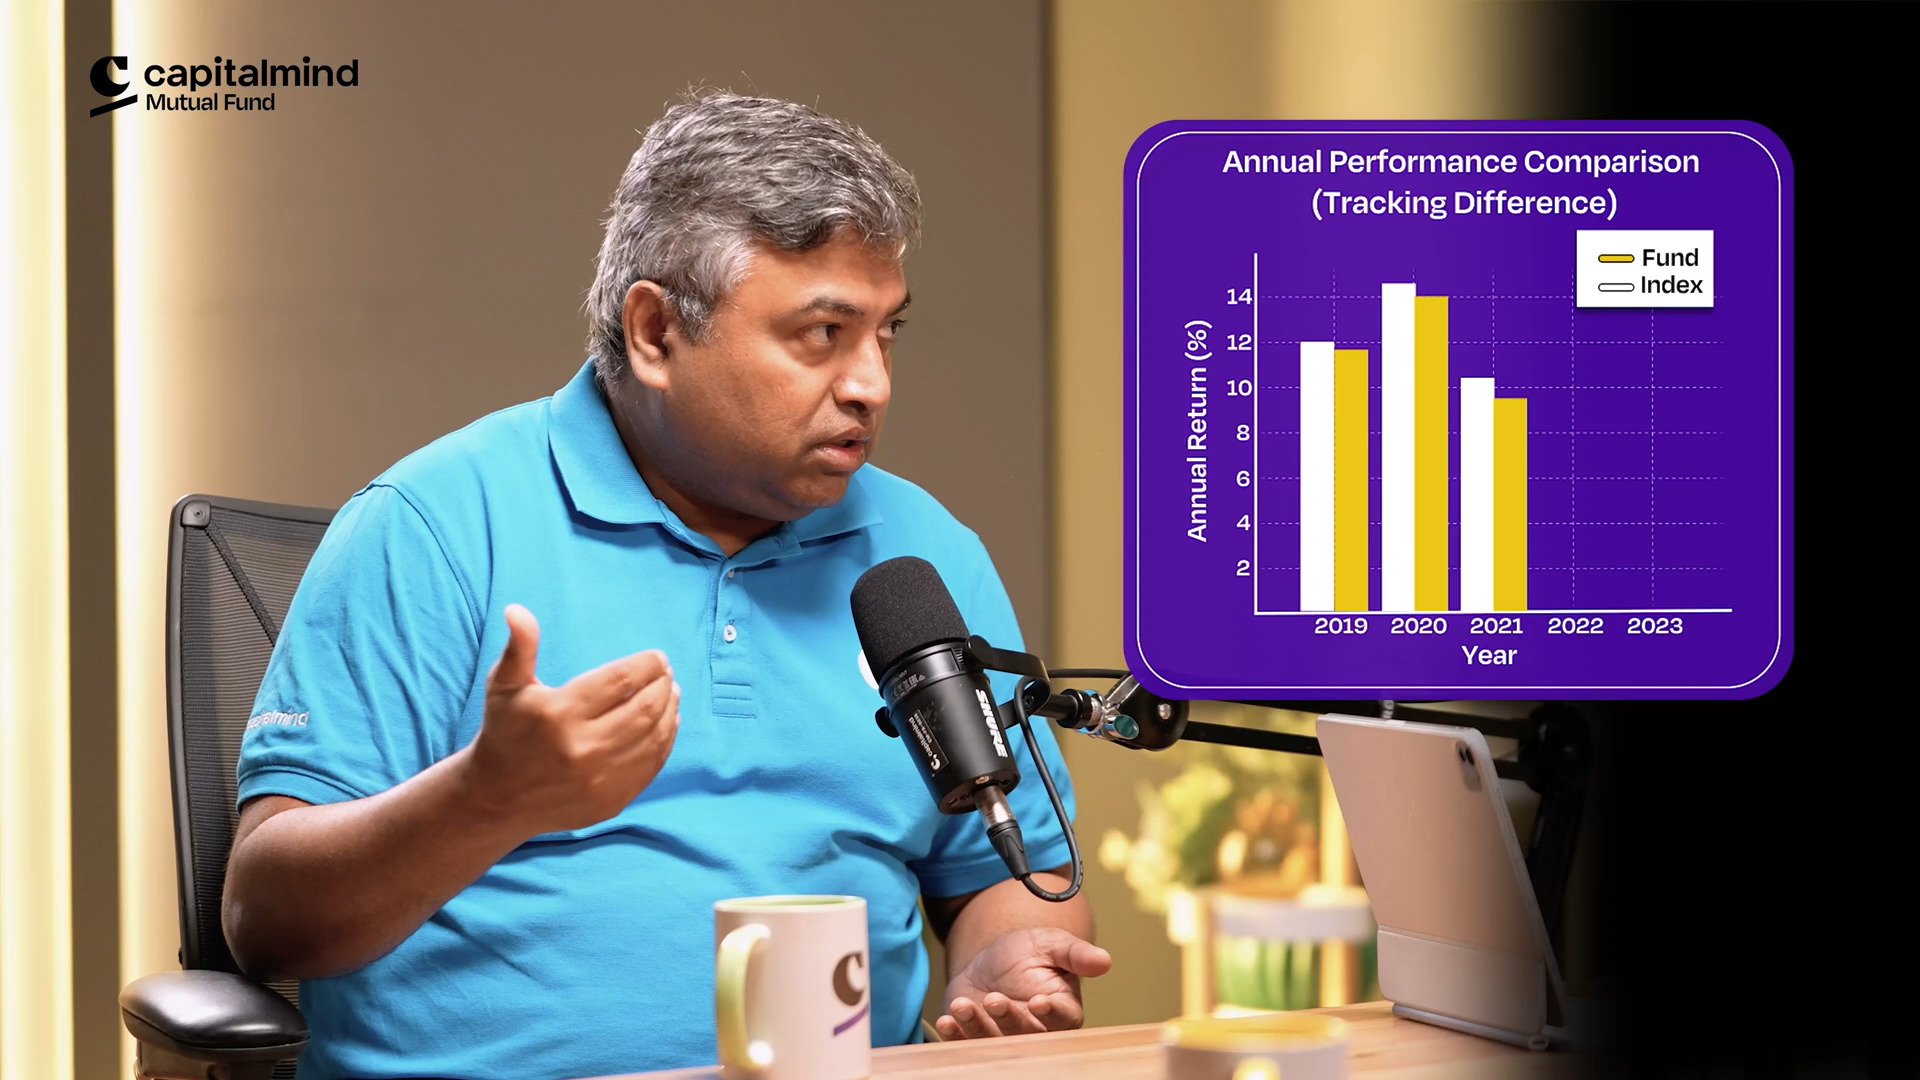 capitalmind
Mutual Fund
Annual Performance Comparison
(Tracking Difference)
Fund
Index
Annual Return (%)
14
12
10
8
6
4
2
2019 2020 2021 2022 2023
Year
SHURE
capitalmind